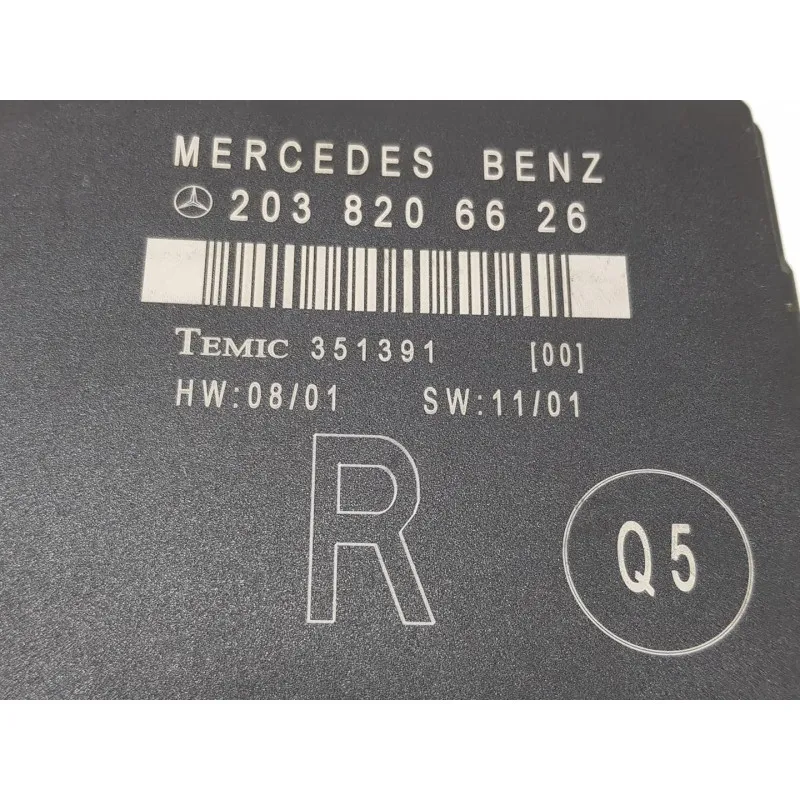 MERCEDES BENZ
203 820 66 26
TEMIC 351391 [00]
HW:08/01 SW:11/01
R
Q5